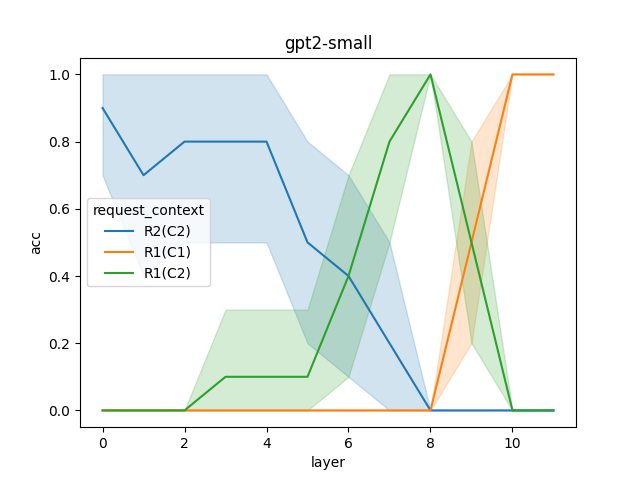 gpt2-small
1.0
0.8
0.6
0.4
0.2
0.0
acc
request_context
R2(C2)
R1(C1)
R1(C2)
0 2 4 6 8 10
layer